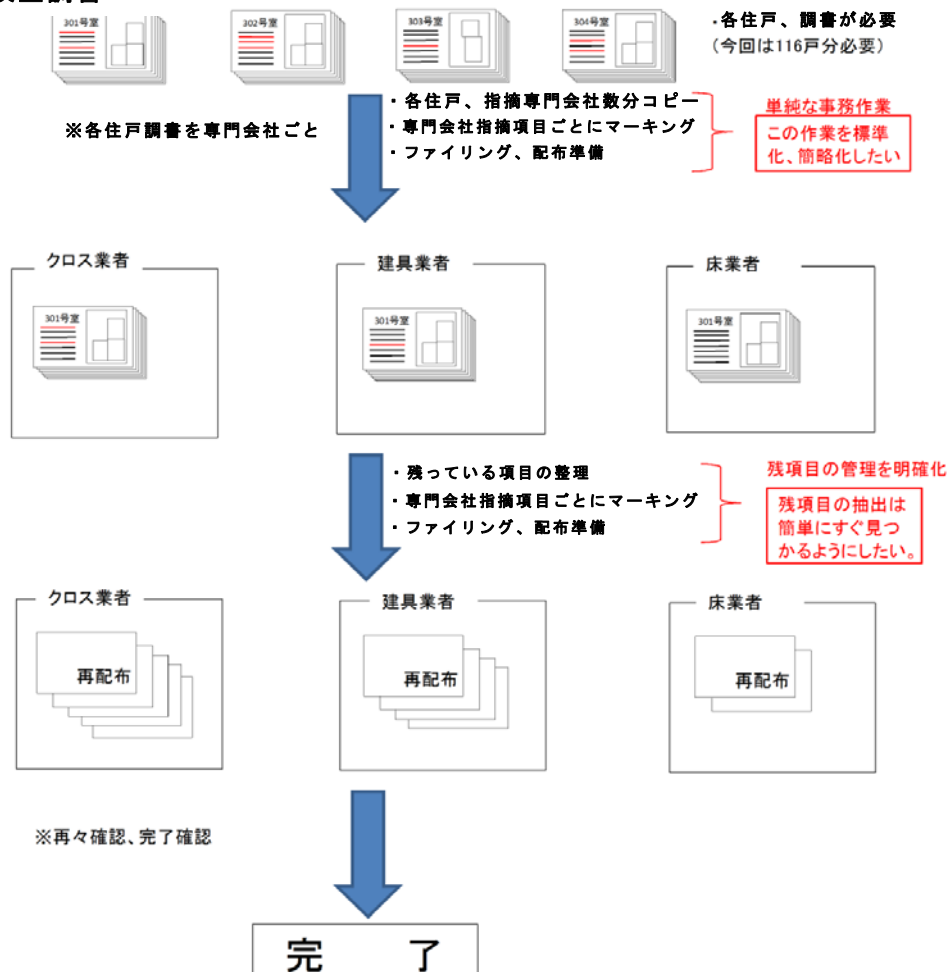 301号室
302号室
303号室
304号室
・各住戸、調書が必要
（今回は116戸分必要）
※各住戸調書を専門会社ごと
・各住戸、指摘専門会社数分コピー
・専門会社指摘項目ごとにマーキング
・ファイリング、配布準備
単純な事務作業
この作業を標準
化、簡略化したい
クロス業者
301号室
建具業者
301号室
床業者
301号室
・残っている項目の整理
・専門会社指摘項目ごとにマーキング
・ファイリング、配布準備
残項目の管理を明確化
残項目の抽出は
簡単にすぐ見つ
かるようにしたい。
クロス業者
再配布
建具業者
再配布
床業者
再配布
※再々確認、完了確認
完　　了